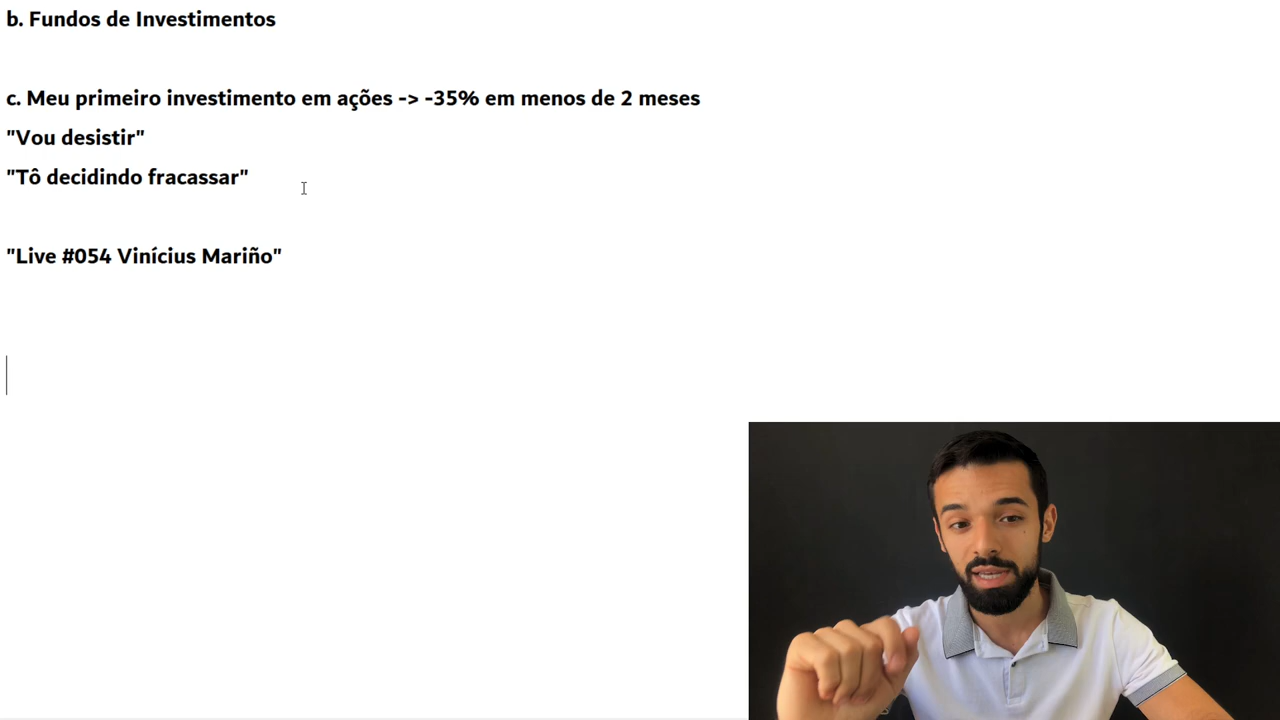 b. Fundos de Investimentos
c. Meu primeiro investimento em ações -> -35% em menos de 2 meses
"Vou desistir"
"Tô decidindo fracassar"
"Live #054 Vinícius Mariño"